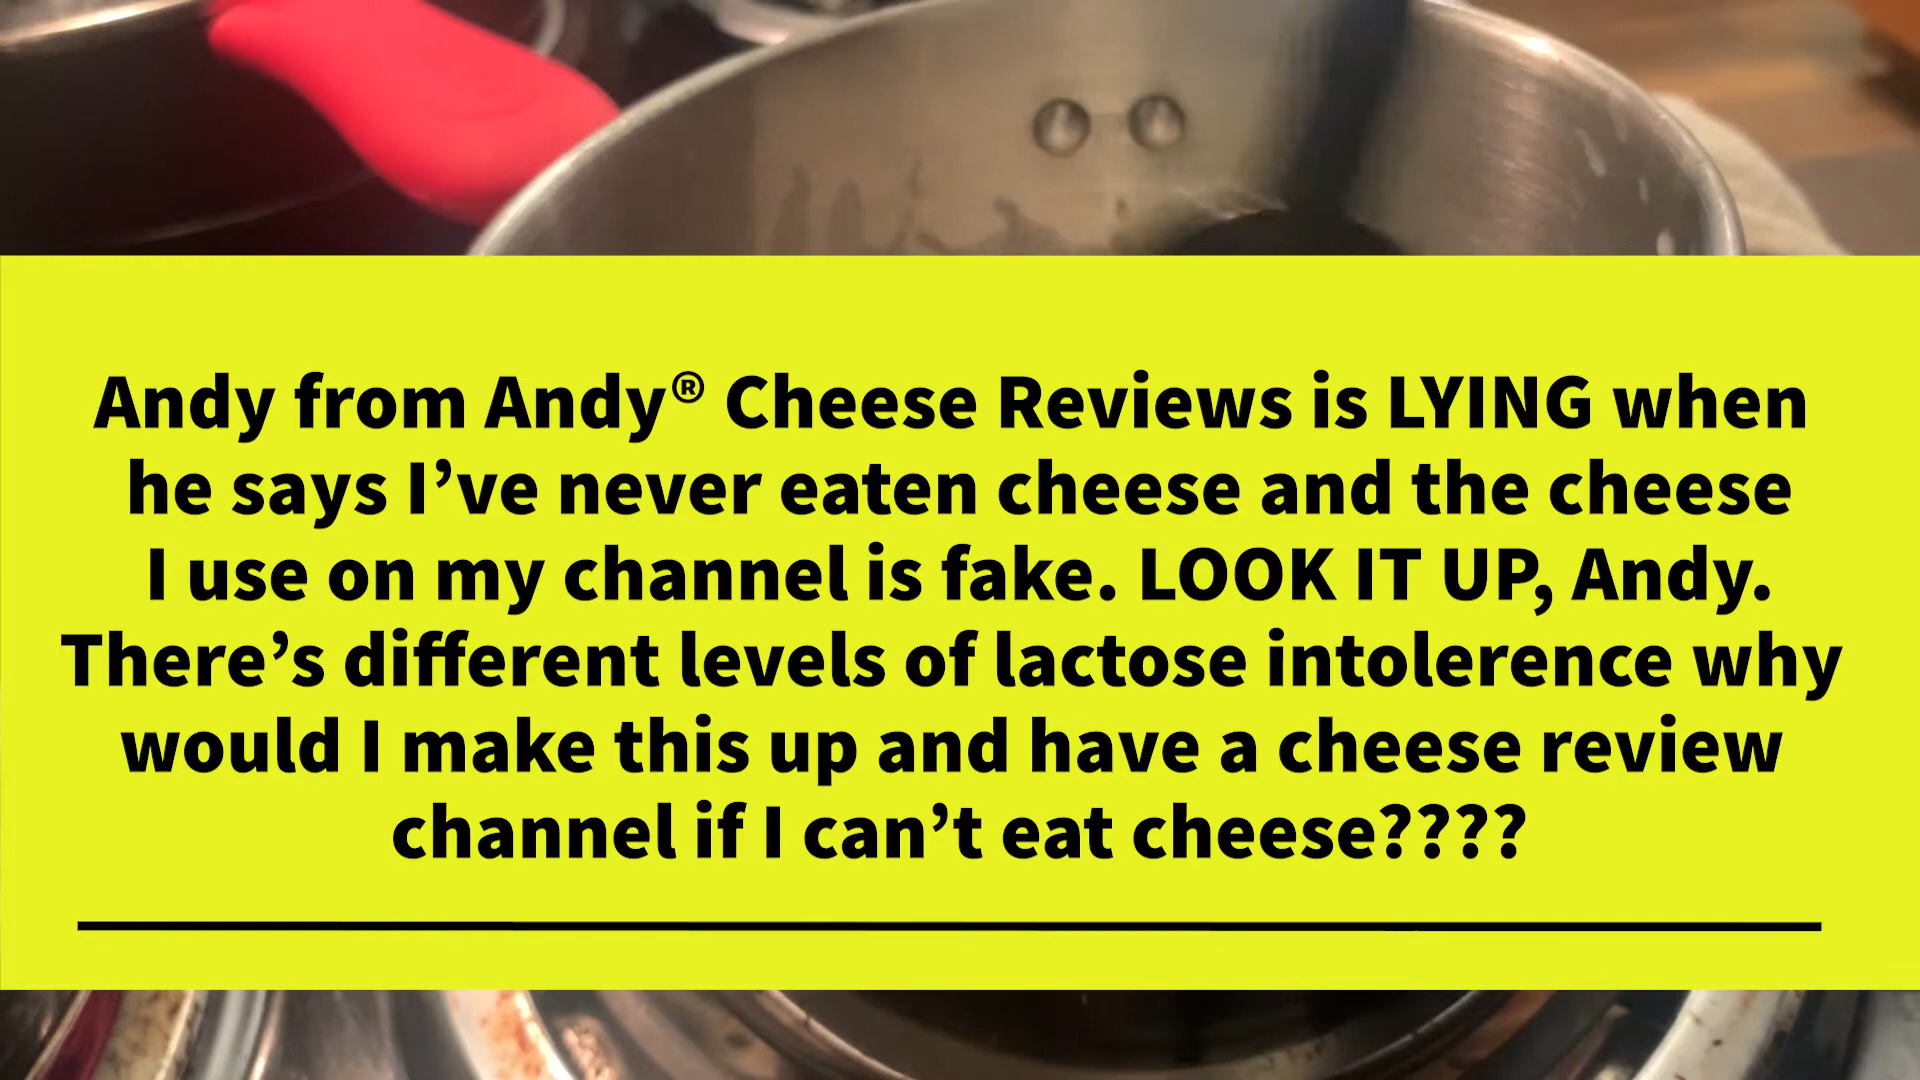 Andy from Andy® Cheese Reviews is LYING when
he says I’ve never eaten cheese and the cheese
I use on my channel is fake. LOOK IT UP, Andy.
There’s different levels of lactose intolerence why
would I make this up and have a cheese review
channel if I can’t eat cheese????